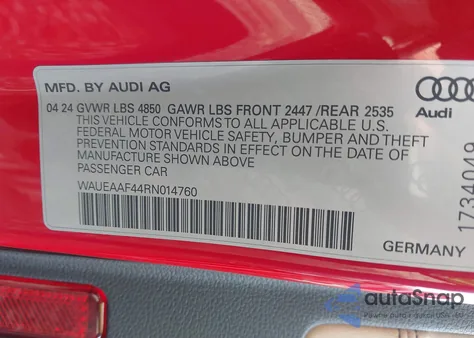 MFD. BY AUDI AG
04 24 GVWR LBS 4850 GAWR LBS FRONT 2447 /REAR 2535
THIS VEHICLE CONFORMS TO ALL APPLICABLE U.S.
FEDERAL MOTOR VEHICLE SAFETY, BUMPER AND THEFT
PREVENTION STANDARDS IN EFFECT ON THE DATE OF
MANUFACTURE SHOWN ABOVE
PASSENGER CAR
WAUEAAF44RN014760
Audi
17340419
GERMANY
autoSnap